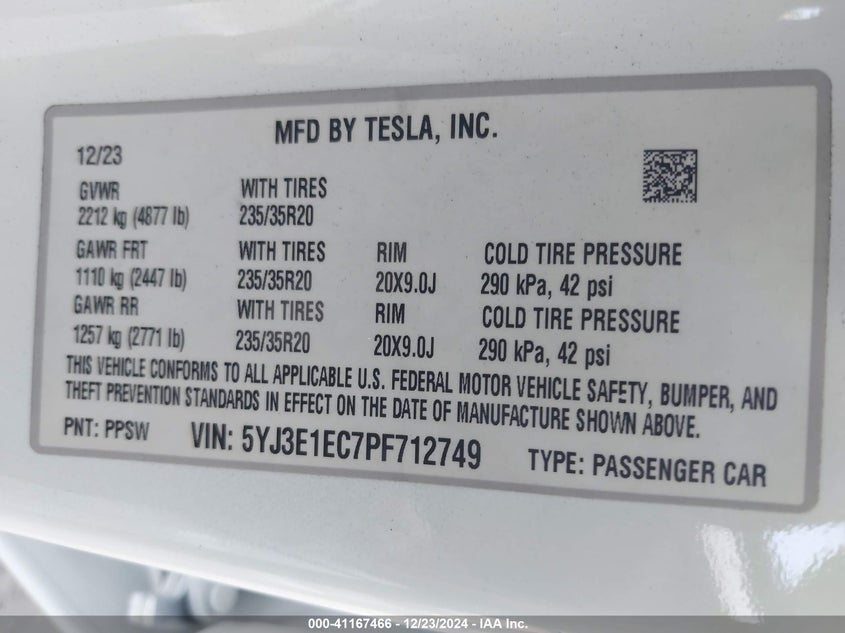 MFD BY TESLA, INC.
12/23
GVWR WITH TIRES
2212 kg (4877 lb) 235/35R20
GAWR FRT WITH TIRES RIM COLD TIRE PRESSURE
1110 kg (2447 lb) 235/35R20 20X9.0J 290 kPa, 42 psi
GAWR RR WITH TIRES RIM COLD TIRE PRESSURE
1257 kg (2771 lb) 235/35R20 20X9.0J 290 kPa, 42 psi
THIS VEHICLE CONFORMS TO ALL APPLICABLE U.S. FEDERAL MOTOR VEHICLE SAFETY, BUMPER, AND
THEFT PREVENTION STANDARDS IN EFFECT ON THE DATE OF MANUFACTURE SHOWN ABOVE.
PNT: PPSW VIN: 5YJ3E1EC7PF712749 TYPE: PASSENGER CAR
000-41167466 - 12/23/2024 - IAA Inc.